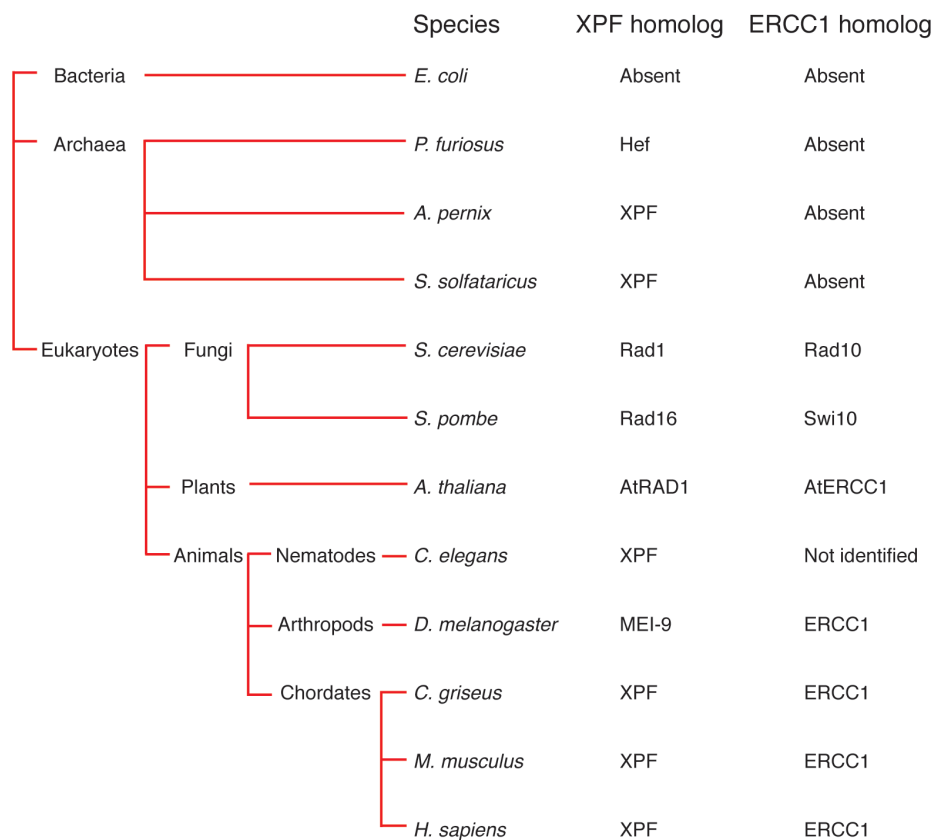 Species XPF homolog ERCC1 homolog
Bacteria E. coli Absent Absent
Archaea P. furiosus Hef Absent
A. pernix XPF Absent
S. solfataricus XPF Absent
Eukaryotes Fungi S. cerevisiae Rad1 Rad10
S. pombe Rad16 Swi10
Plants A. thaliana AtRAD1 AtERCC1
Animals Nematodes C. elegans XPF Not identified
Arthropods D. melanogaster MEI-9 ERCC1
Chordates C. griseus XPF ERCC1
M. musculus XPF ERCC1
H. sapiens XPF ERCC1